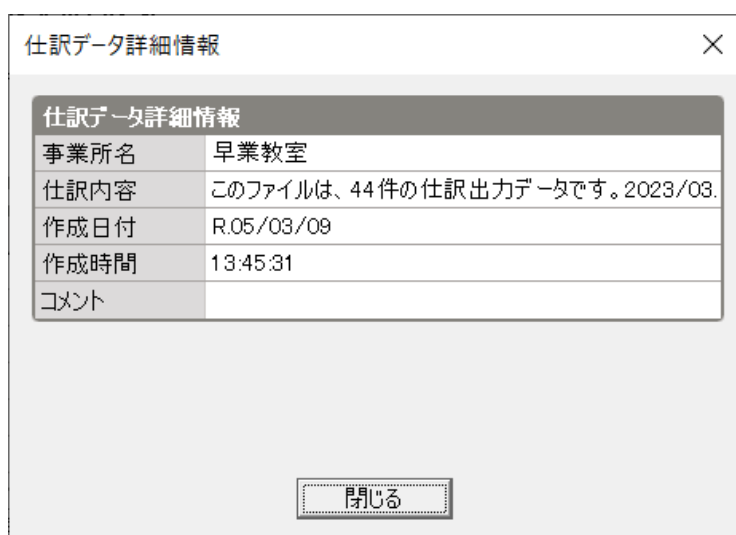 仕訳データ詳細情報
仕訳データ詳細情報
事業所名 早業教室
仕訳内容 このファイルは、44件の仕訳出力データです。2023/03.
作成日付 R.05/03/09
作成時間 13:45:31
コメント
閉じる